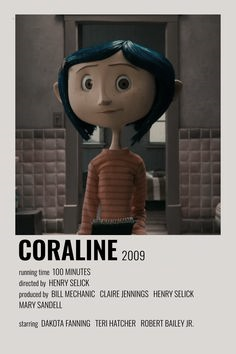 CORALINE 2009
running time 100 MINUTES
directed by HENRY SELICK
produced by BILL MECHANIC CLAIRE JENNINGS HENRY SELICK
MARY SANDELL
starring DAKOTA FANNING TERI HATCHER ROBERT BAILEY JR.